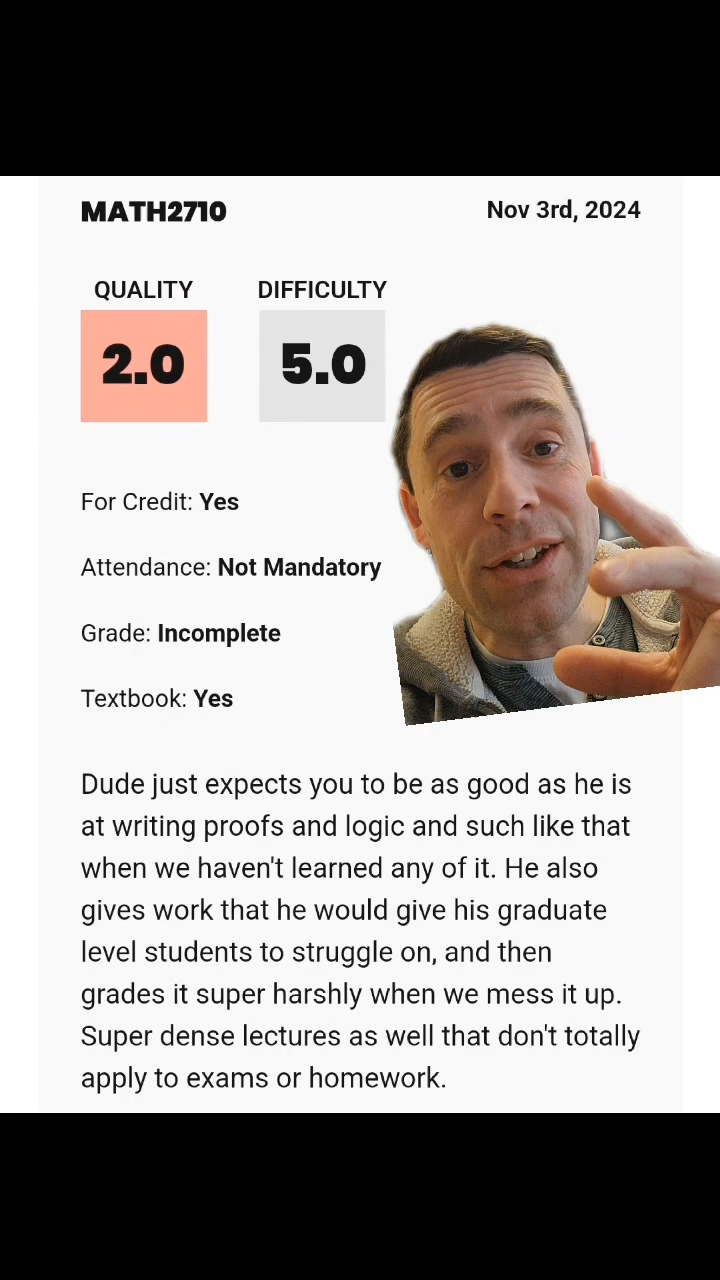 MATH2710
Nov 3rd, 2024
QUALITY
DIFFICULTY
2.0
5.0
For Credit: Yes
Attendance: Not Mandatory
Grade: Incomplete
Textbook: Yes
Dude just expects you to be as good as he is
at writing proofs and logic and such like that
when we haven't learned any of it. He also
gives work that he would give his graduate
level students to struggle on, and then
grades it super harshly when we mess it up.
Super dense lectures as well that don't totally
apply to exams or homework.